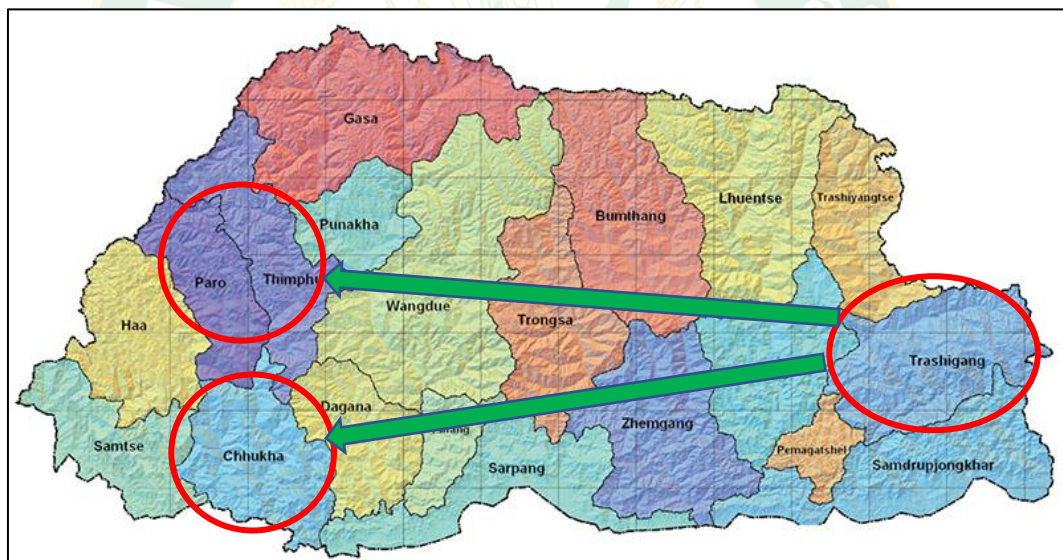 Gasa
Punakha
Lhuentse
Trashiyangtse
Bumthang
Paro
Thimphu
Wangdue
Haa
Trongsa
Trashigang
Dagana
Zhemgang
Samtse
Chhukha
Pemagatshel
Sarpang
Samdrupjongkhar